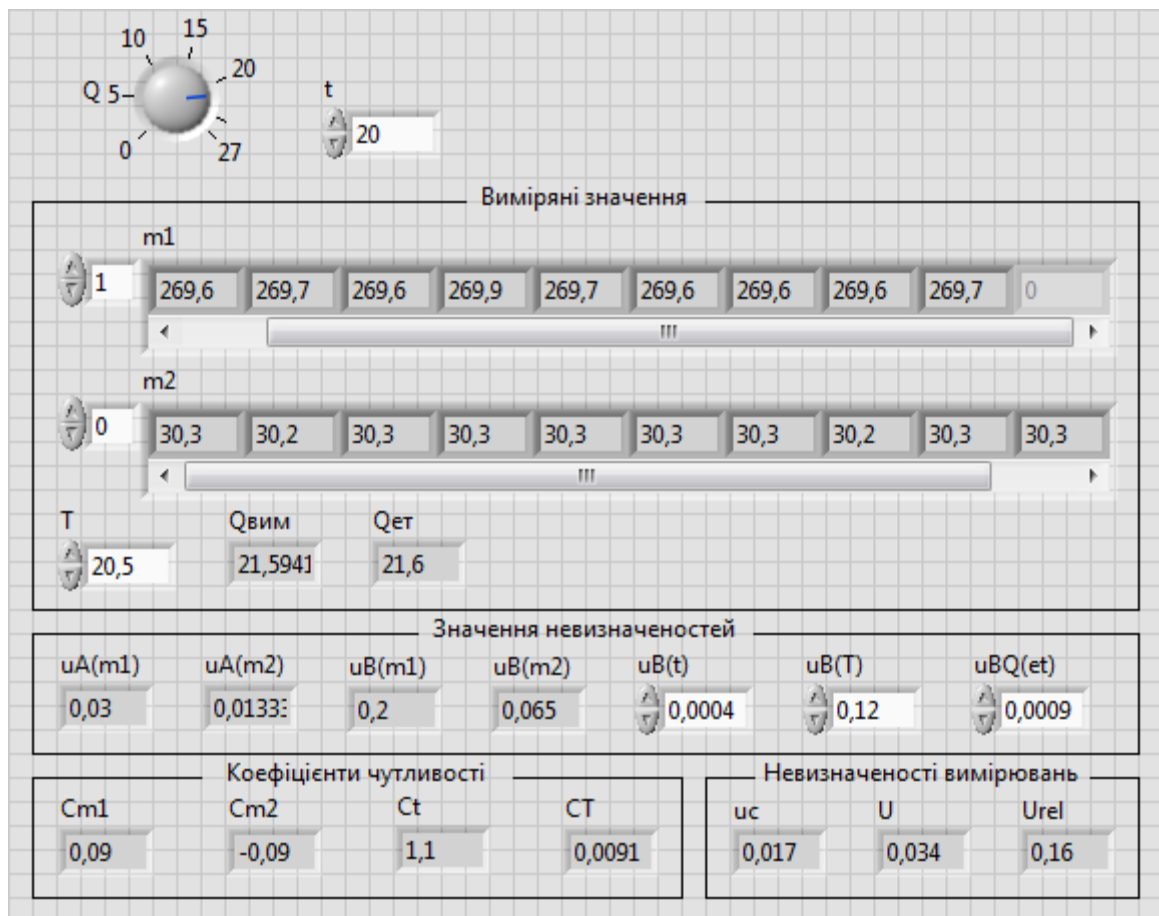 15
10
20
Q 5
t
20
0
27
Виміряні значення
m1
1 269,6 269,7 269,6 269,9 269,7 269,6 269,6 269,6 269,7 0
m2
0 30,3 30,2 30,3 30,3 30,3 30,3 30,3 30,2 30,3 30,3
T Qвим Qет
20,5 21,5941 21,6
Значення невизначеностей
uA(m1) uA(m2) uB(m1) uB(m2) uB(t) uB(T) uBQ(et)
0,03 0,01333 0,2 0,065 0,0004 0,12 0,0009
Коефіцієнти чутливості Невизначеності вимірювань
Cm1 Cm2 Ct CT uc U Urel
0,09 -0,09 1,1 0,0091 0,017 0,034 0,16